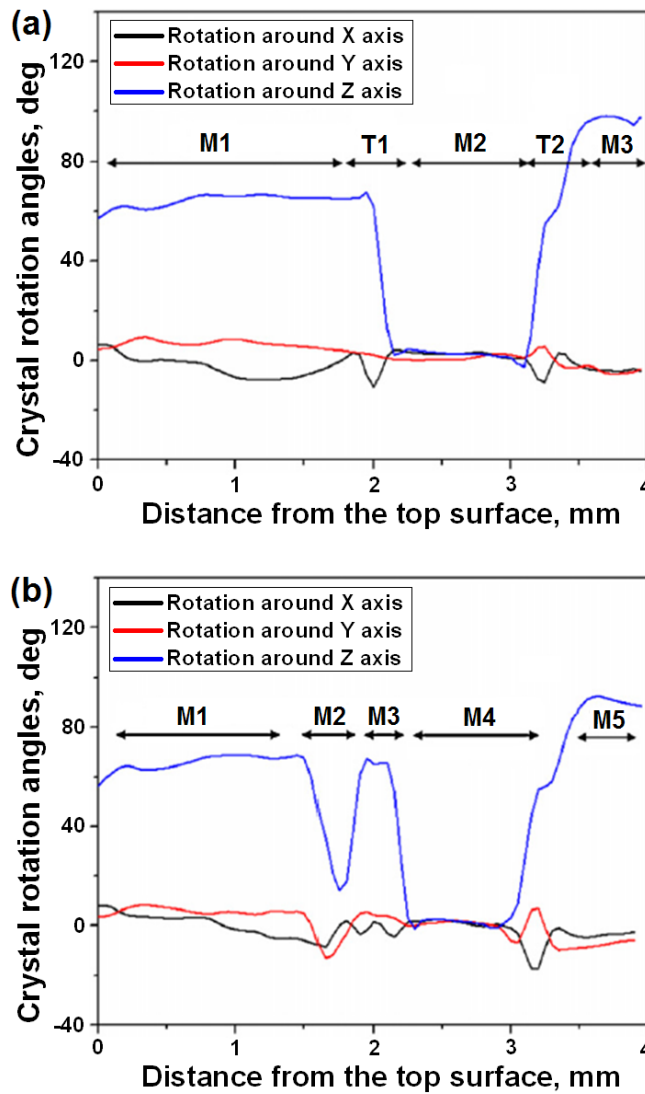 (a)
Rotation around X axis
Rotation around Y axis
Rotation around Z axis
M1 T1 M2 T2 M3
120
80
40
0
-40
0 1 2 3 4
Crystal rotation angles, deg
Distance from the top surface, mm
(b)
Rotation around X axis
Rotation around Y axis
Rotation around Z axis
M1 M2 M3 M4 M5
120
80
40
0
-40
0 1 2 3 4
Crystal rotation angles, deg
Distance from the top surface, mm